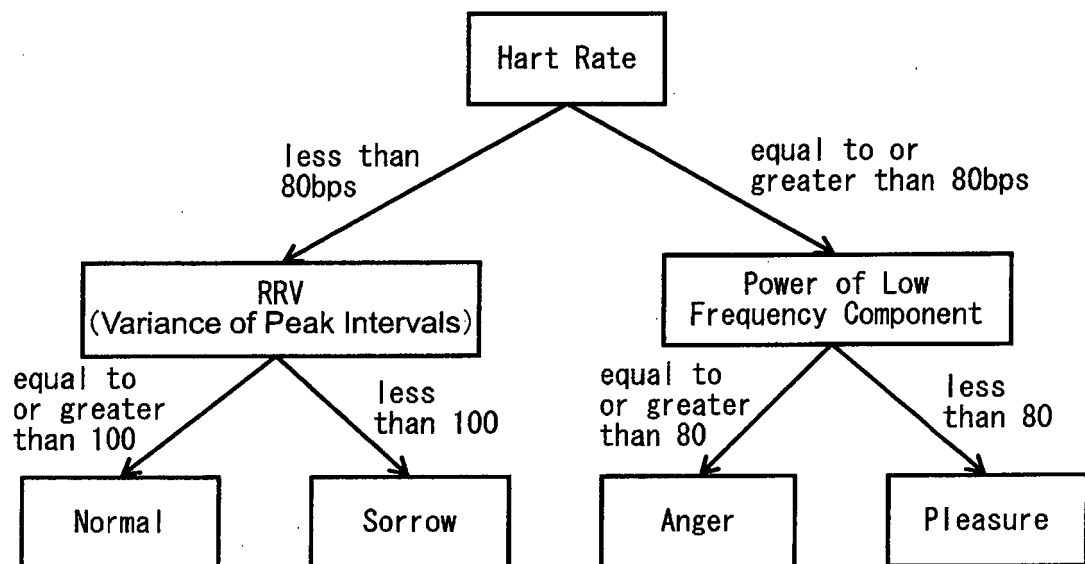 Hart Rate
less than
80bps
equal to or
greater than 80bps
RRV
(Variance of Peak Intervals)
Power of Low
Frequency Component
equal to
or greater
than 100
less
than 100
equal to
or greater
than 80
less
than 80
Normal
Sorrow
Anger
Pleasure